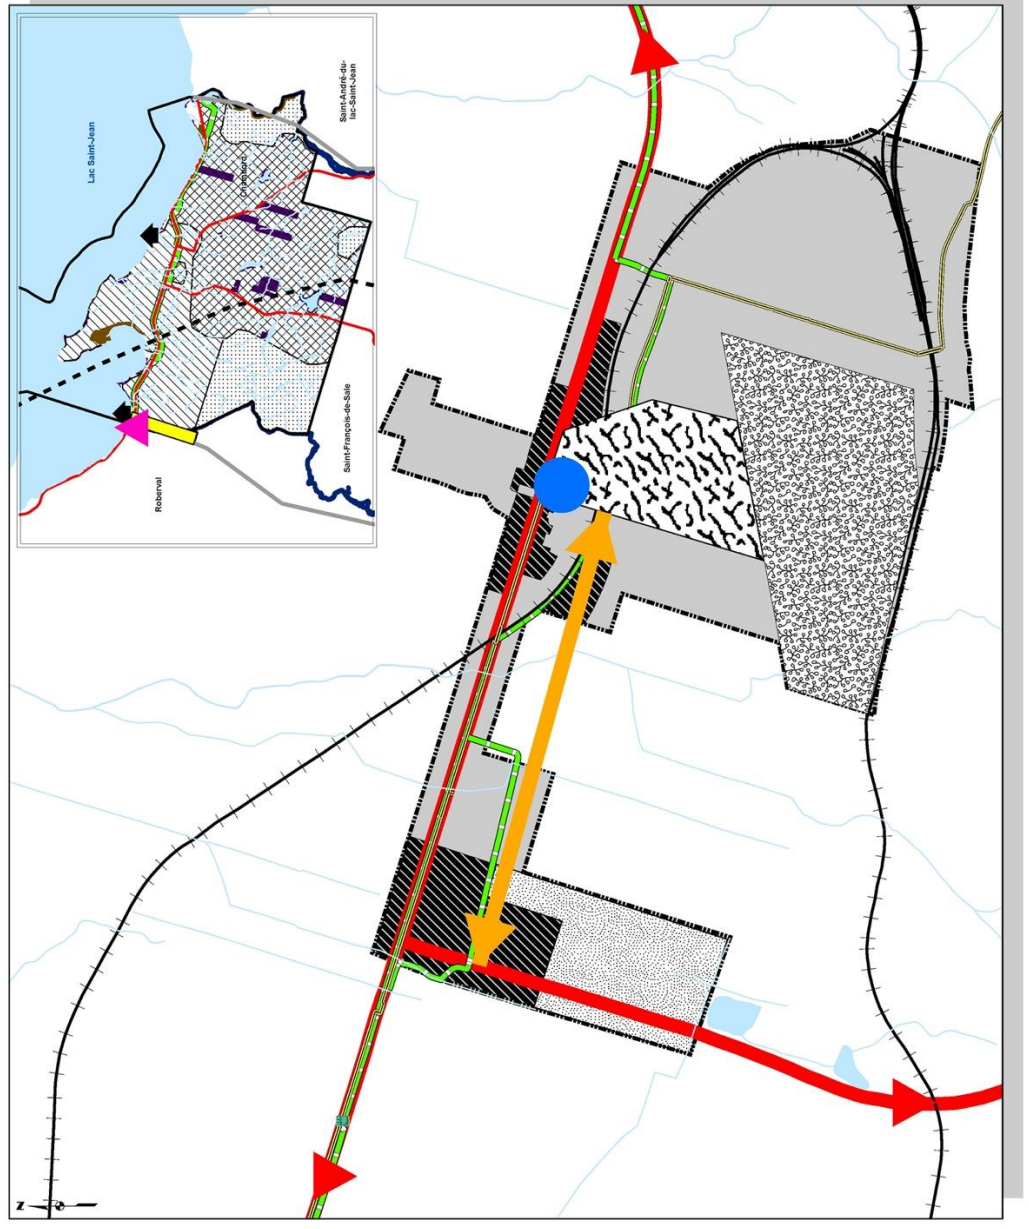 Lac Saint-Jean
Saint-André-du-
lac-Saint-Jean
Chambord
Roberval
Saint-François-de-Sale
N